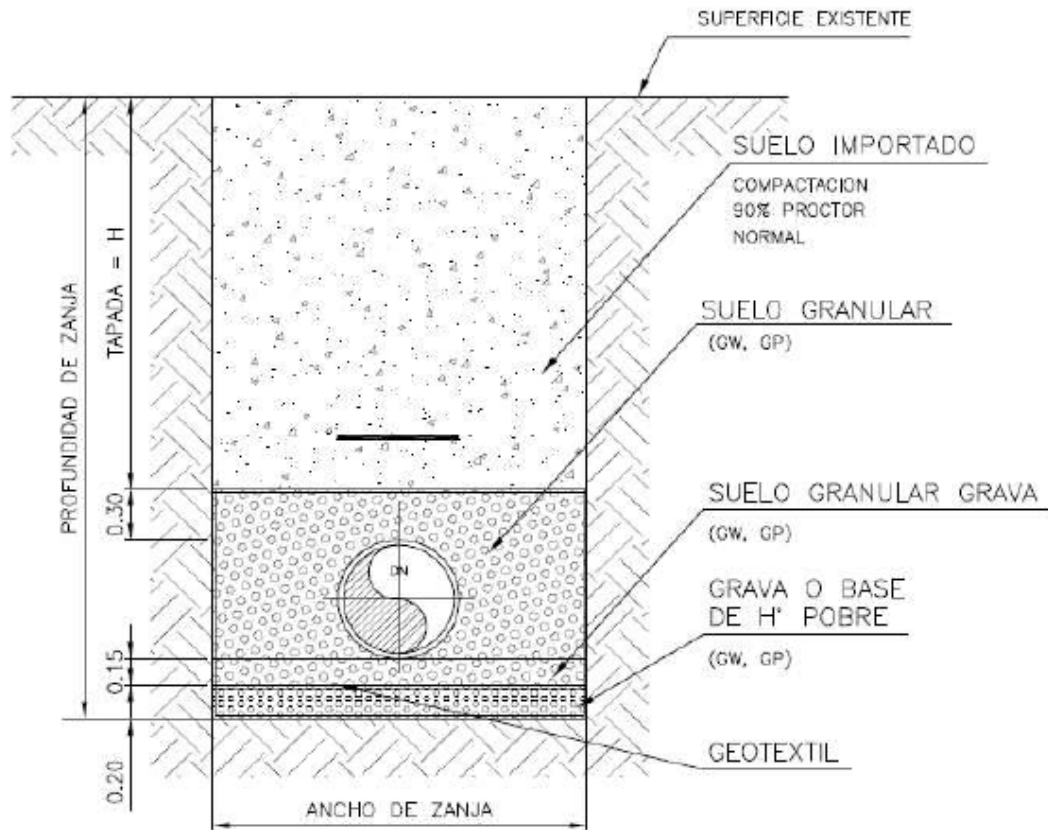 SUPERFICIE EXISTENTE
SUELO IMPORTADO
COMPACTACION
90% PROCTOR
NORMAL
SUELO GRANULAR
(GW, GP)
SUELO GRANULAR GRAVA
(GW, GP)
GRAVA O BASE
DE H° POBRE
(GW, GP)
GEOTEXTIL
PROFUNDIDAD DE ZANJA
TAPADA = H
0.30
0.15
0.20
DN
ANCHO DE ZANJA